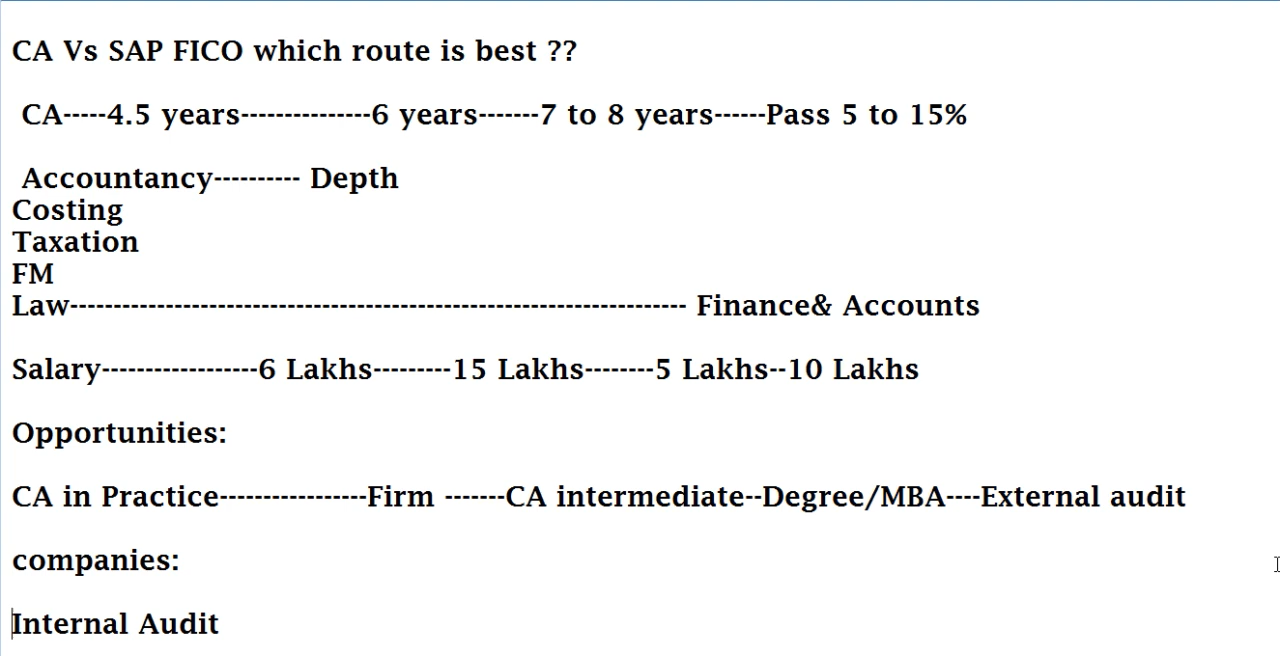 CA Vs SAP FICO which route is best ??
CA-----4.5 years---------------6 years-------7 to 8 years------Pass 5 to 15%
Accountancy---------- Depth
Costing
Taxation
FM
Law----------------------------------------------------------------------- Finance& Accounts
Salary------------------6 Lakhs---------15 Lakhs--------5 Lakhs--10 Lakhs
Opportunities:
CA in Practice-----------------Firm -------CA intermediate--Degree/MBA----External audit
companies:
Internal Audit